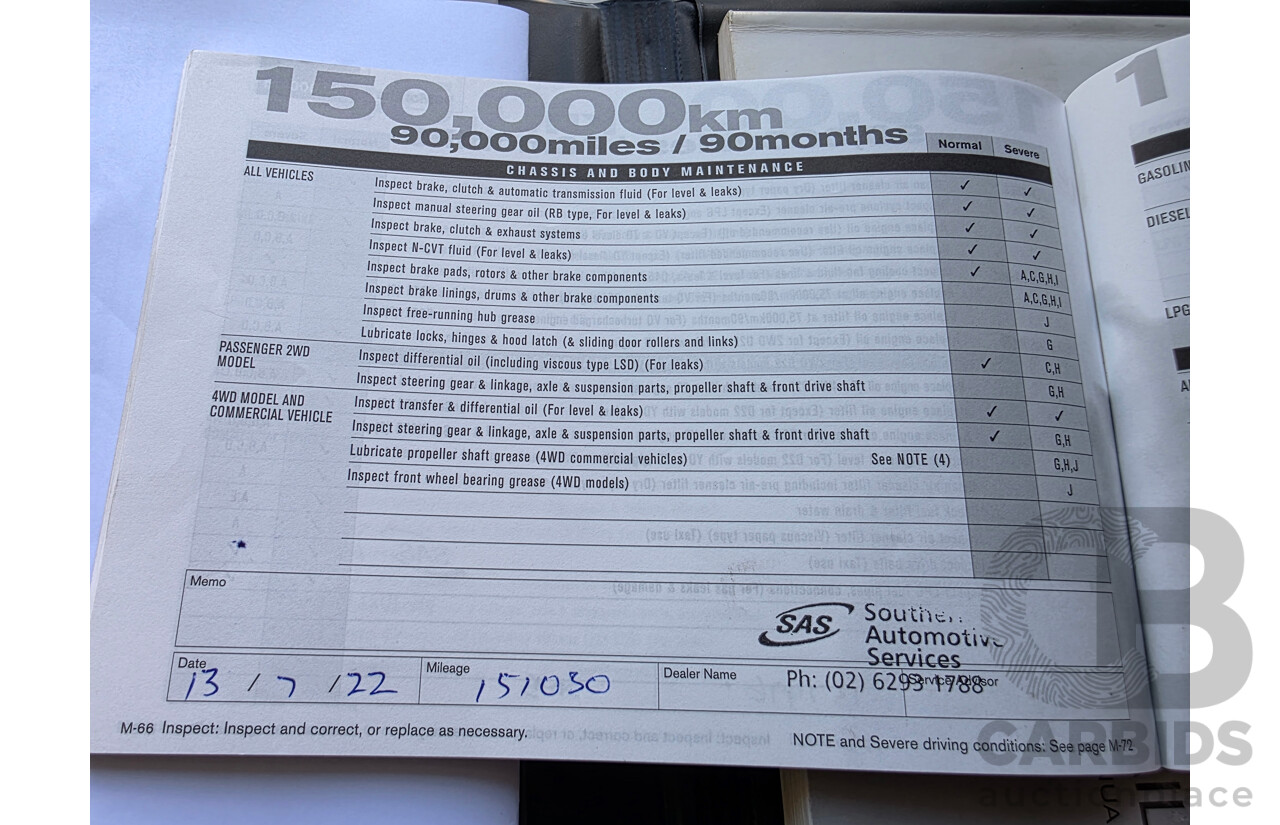 150,000km
90,000miles / 90months
Normal Severe
CHASSIS AND BODY MAINTENANCE
ALL VEHICLES
Inspect brake, clutch & automatic transmission fluid (For level & leaks) ✓ ✓
Inspect manual steering gear oil (RB type, For level & leaks) ✓ ✓
Inspect brake, clutch & exhaust systems ✓ ✓
Inspect N-CVT fluid (For level & leaks) ✓ ✓
Inspect brake pads, rotors & other brake components ✓ A,C,G,H,I
Inspect brake linings, drums & other brake components A,C,G,H,I
Inspect free-running hub grease J
Lubricate locks, hinges & hood latch (& sliding door rollers and links) G
PASSENGER 2WD
MODEL
Inspect differential oil (including viscous type LSD) (For leaks) ✓ C,H
Inspect steering gear & linkage, axle & suspension parts, propeller shaft & front drive shaft G,H
4WD MODEL AND
COMMERCIAL VEHICLE
Inspect transfer & differential oil (For level & leaks) ✓ ✓
Inspect steering gear & linkage, axle & suspension parts, propeller shaft & front drive shaft ✓ G,H
Lubricate propeller shaft grease (4WD commercial vehicles) See NOTE (4) G,H,J
Inspect front wheel bearing grease (4WD models) J
Memo
SAS Southern
Automotive
Services
Ph: (02) 6293 1788
Date 13 / 7 / 22
Mileage 151030
Dealer Name
Service Advisor
M-66 Inspect: Inspect and correct, or replace as necessary.
NOTE and Severe driving conditions: See page M-72
GASOLIN
DIESEL
LPG
CARBIDS
auctionplace